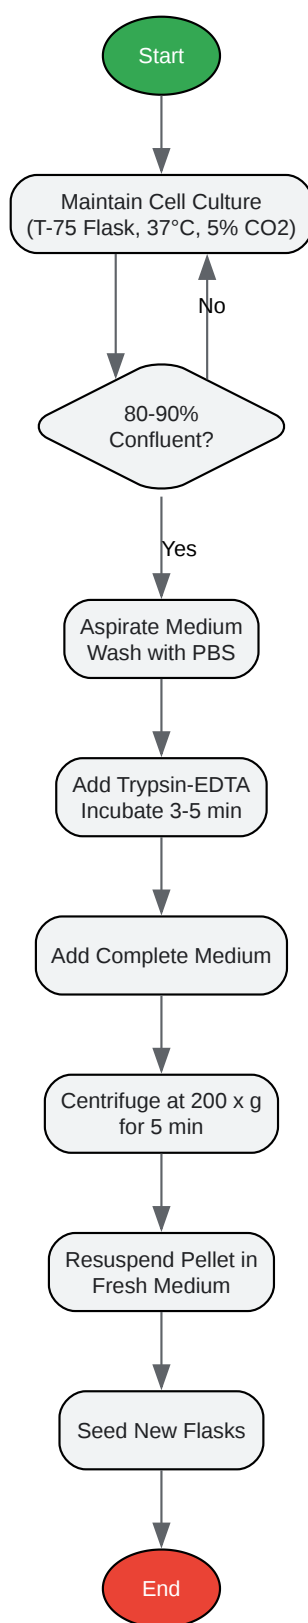 Start
Maintain Cell Culture
(T-75 Flask, 37°C, 5% CO2)
No
80-90%
Confluent?
Yes
Aspirate Medium
Wash with PBS
Add Trypsin-EDTA
Incubate 3-5 min
Add Complete Medium
Centrifuge at 200 x g
for 5 min
Resuspend Pellet in
Fresh Medium
Seed New Flasks
End